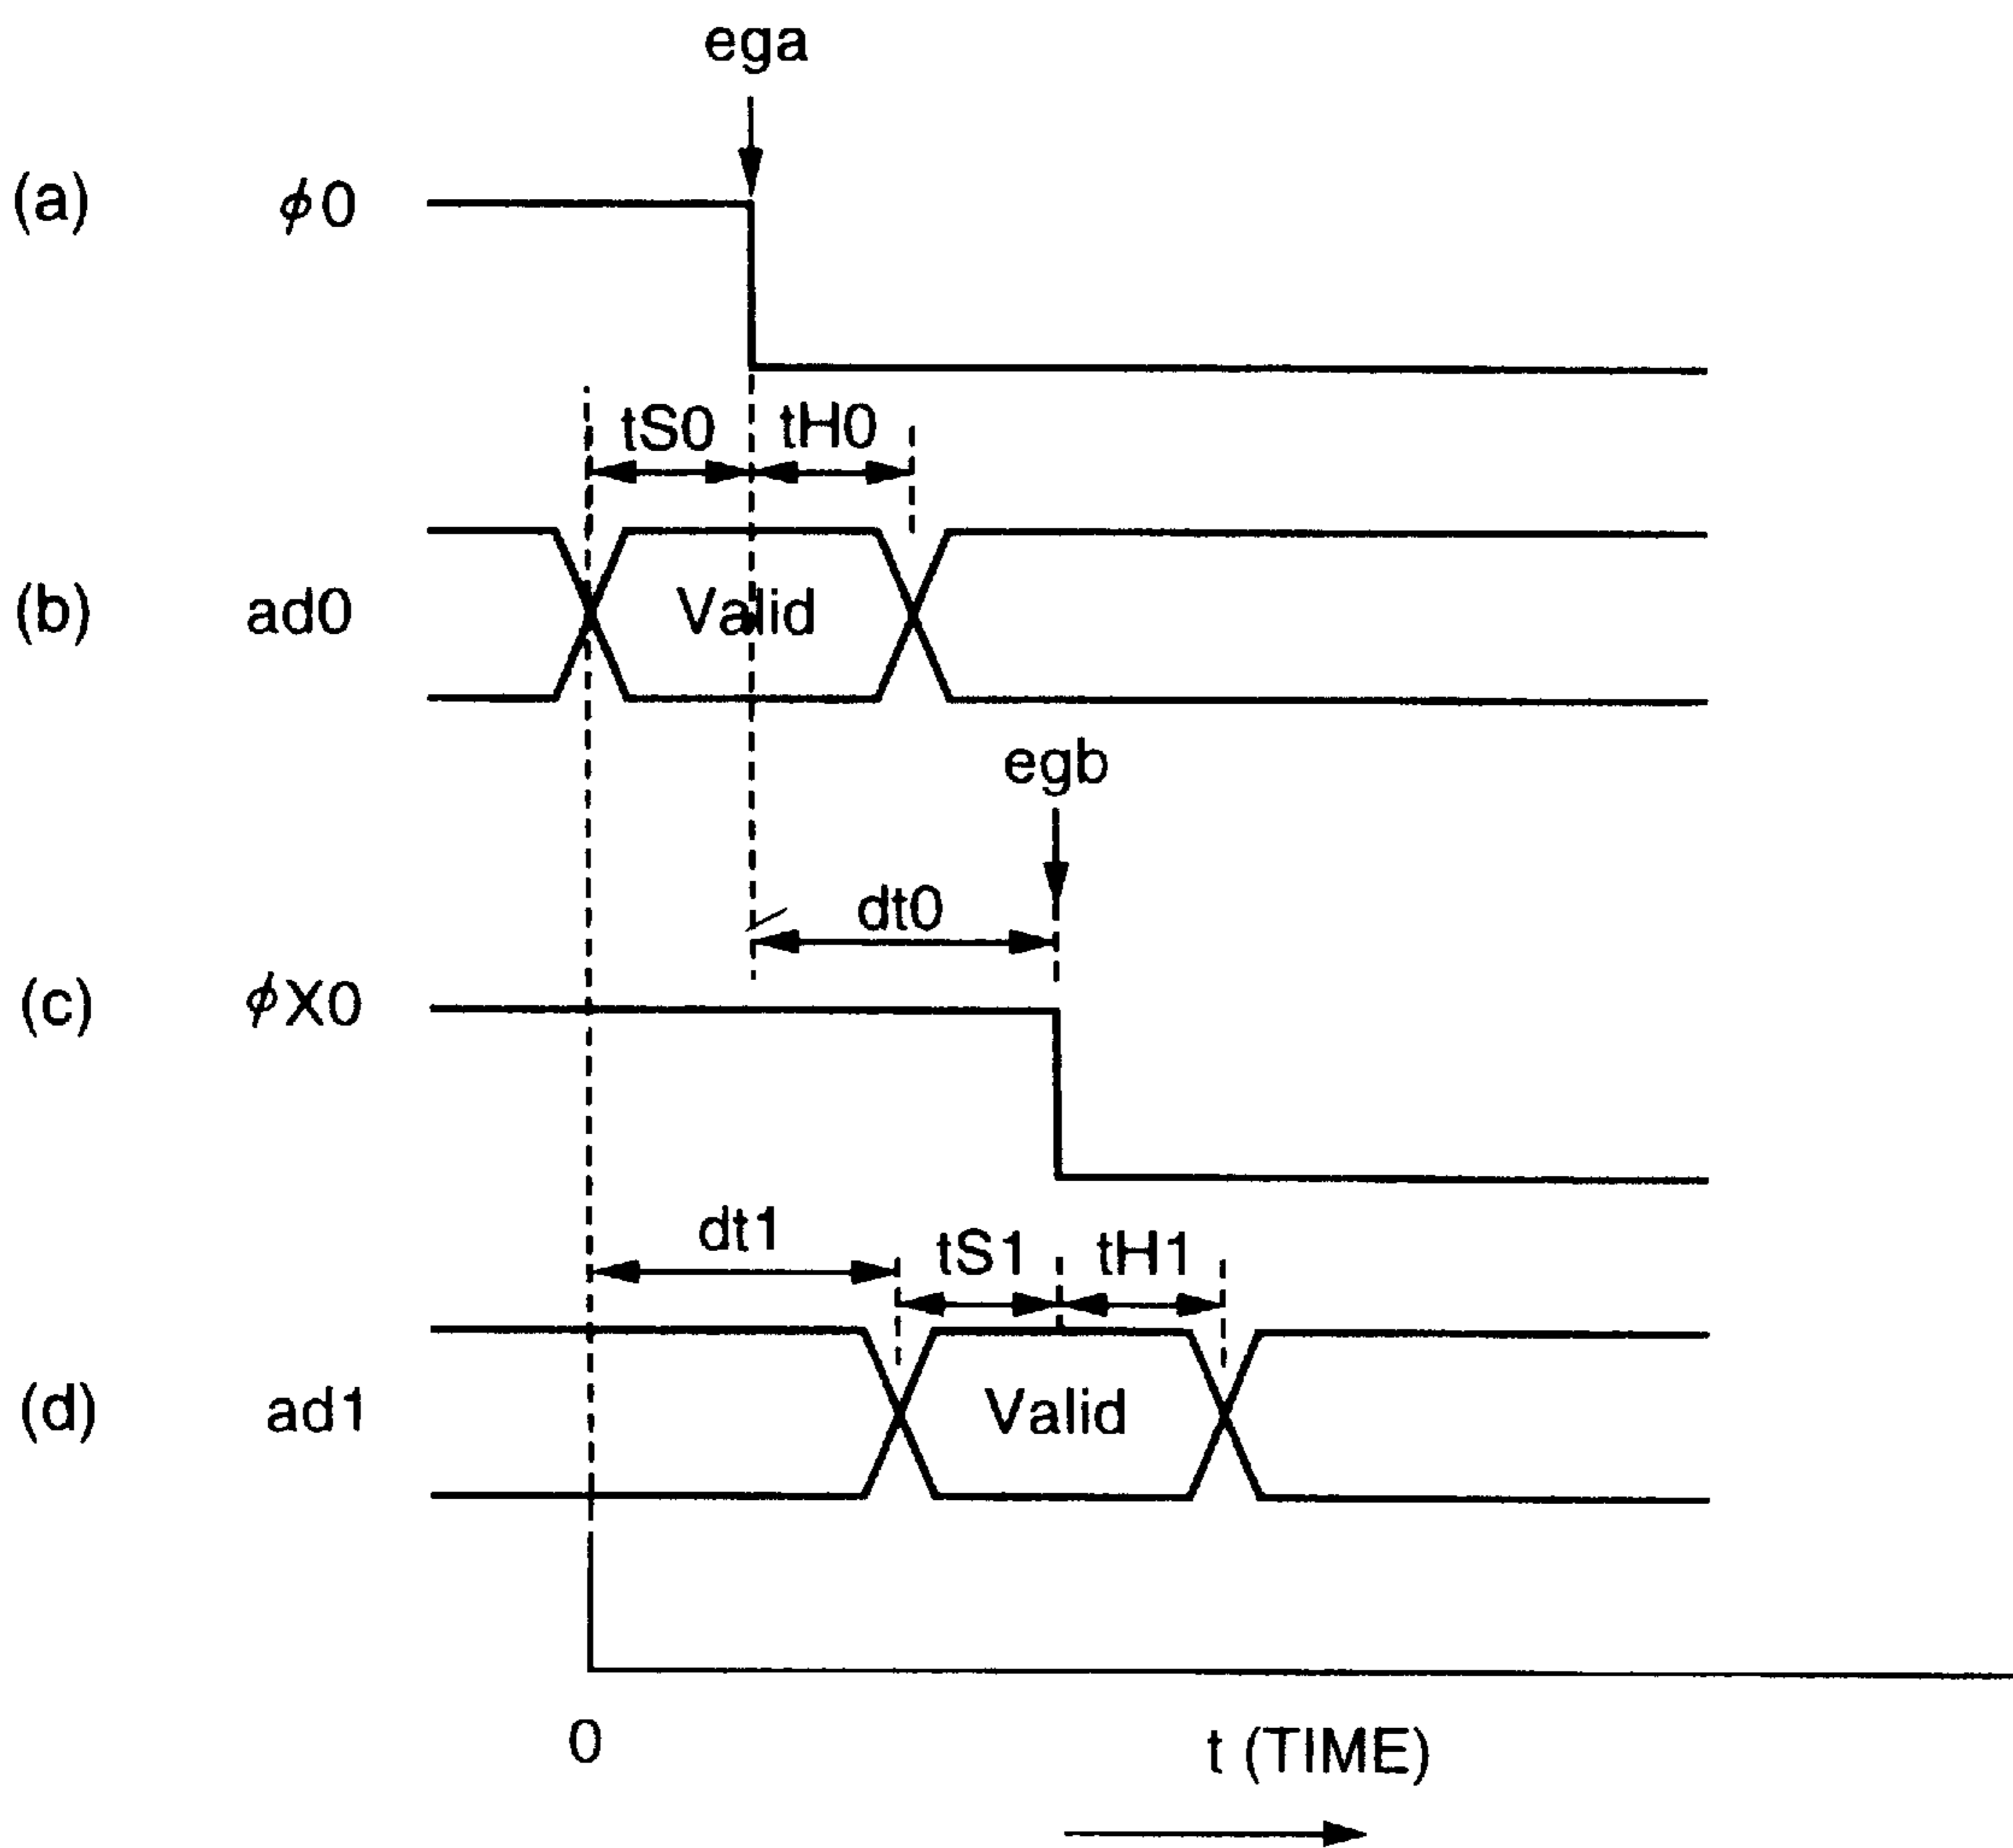 ega
(a) ϕ0
tS0 tH0
(b) ad0 Valid
egb
dt0
(c) ϕX0
dt1 tS1 tH1
(d) ad1 Valid
0 t (TIME)